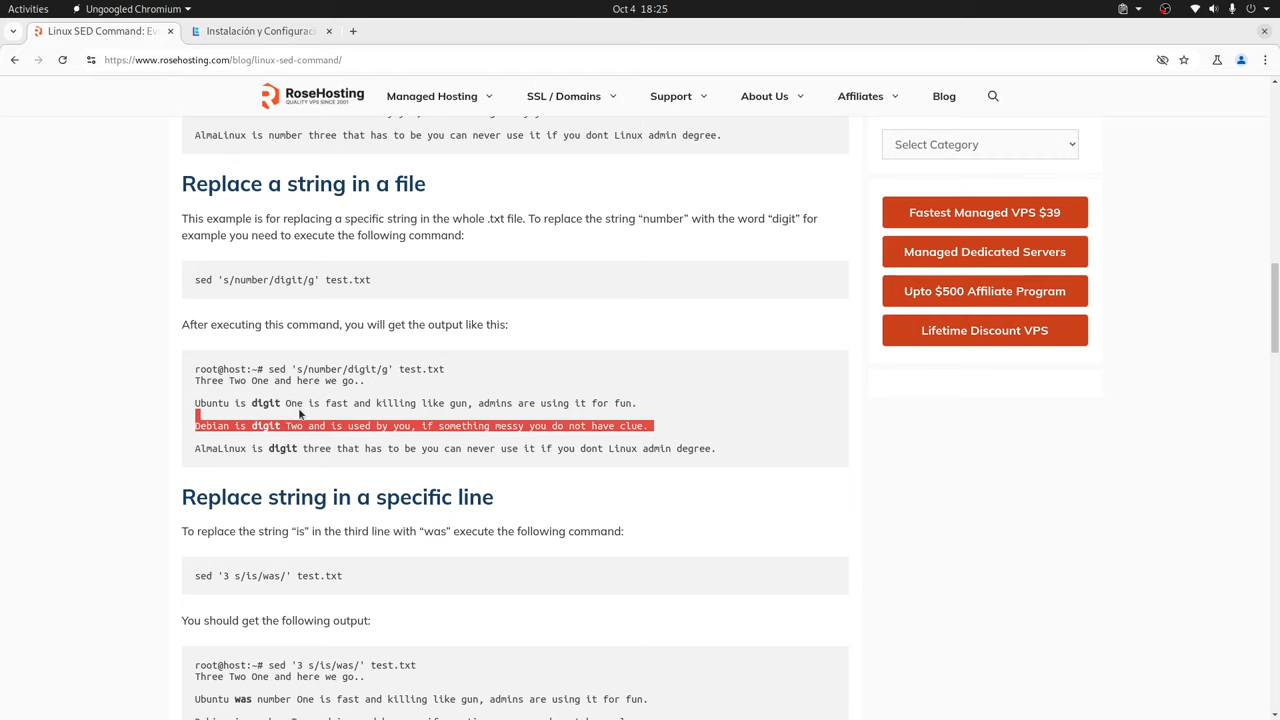 Activities
Ungoogled Chromium
Oct 4 18:25
Linux SED Command: Ev
Instalación y Configurac
https://www.rosehosting.com/blog/linux-sed-command/
RoseHosting
QUALITY VPS SINCE 2001
Managed Hosting
SSL / Domains
Support
About Us
Affiliates
Blog
AlmaLinux is number three that has to be you can never use it if you dont Linux admin degree.
Replace a string in a file
This example is for replacing a specific string in the whole .txt file. To replace the string “number” with the word “digit” for
example you need to execute the following command:
sed 's/number/digit/g' test.txt
After executing this command, you will get the output like this:
root@host:~# sed 's/number/digit/g' test.txt
Three Two One and here we go..
Ubuntu is digit One is fast and killing like gun, admins are using it for fun.
Debian is digit Two and is used by you, if something messy you do not have clue.
AlmaLinux is digit three that has to be you can never use it if you dont Linux admin degree.
Replace string in a specific line
To replace the string “is” in the third line with “was” execute the following command:
sed '3 s/is/was/' test.txt
You should get the following output:
root@host:~# sed '3 s/is/was/' test.txt
Three Two One and here we go..
Ubuntu was number One is fast and killing like gun, admins are using it for fun.
Select Category
Fastest Managed VPS $39
Managed Dedicated Servers
Upto $500 Affiliate Program
Lifetime Discount VPS